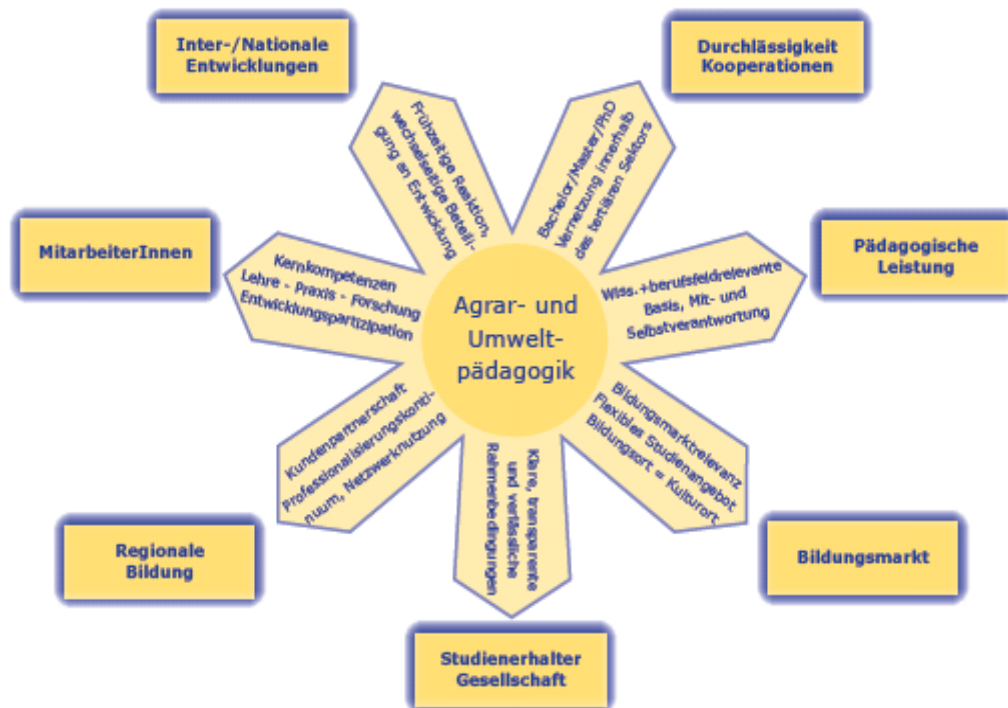 Inter-/Nationale
Entwicklungen
Durchlässigkeit
Kooperationen
Frühzeitige Reaktion,
wechselseitige Beteili-
gung an Entwicklung
Bachelor/Master/PhD
Vernetzung innerhalb
des tertiären Sektors
MitarbeiterInnen
Kernkompetenzen
Lehre - Praxis - Forschung
Entwicklungspartizipation
Agrar- und
Umwelt-
pädagogik
Wiss.+berufsfeldrelevante
Basis, Mit- und
Selbstverantwortung
Pädagogische
Leistung
Kundenpartnerschaft
Professionalisierungskonti-
nuum, Netzwerknutzung
Klare, transparente
und verlässliche
Rahmenbedingungen
Bildungsmarktrelevanz
Flexibles Studienangebot
Bildungsort = Kulturort
Regionale
Bildung
Bildungsmarkt
Studienerhalter
Gesellschaft